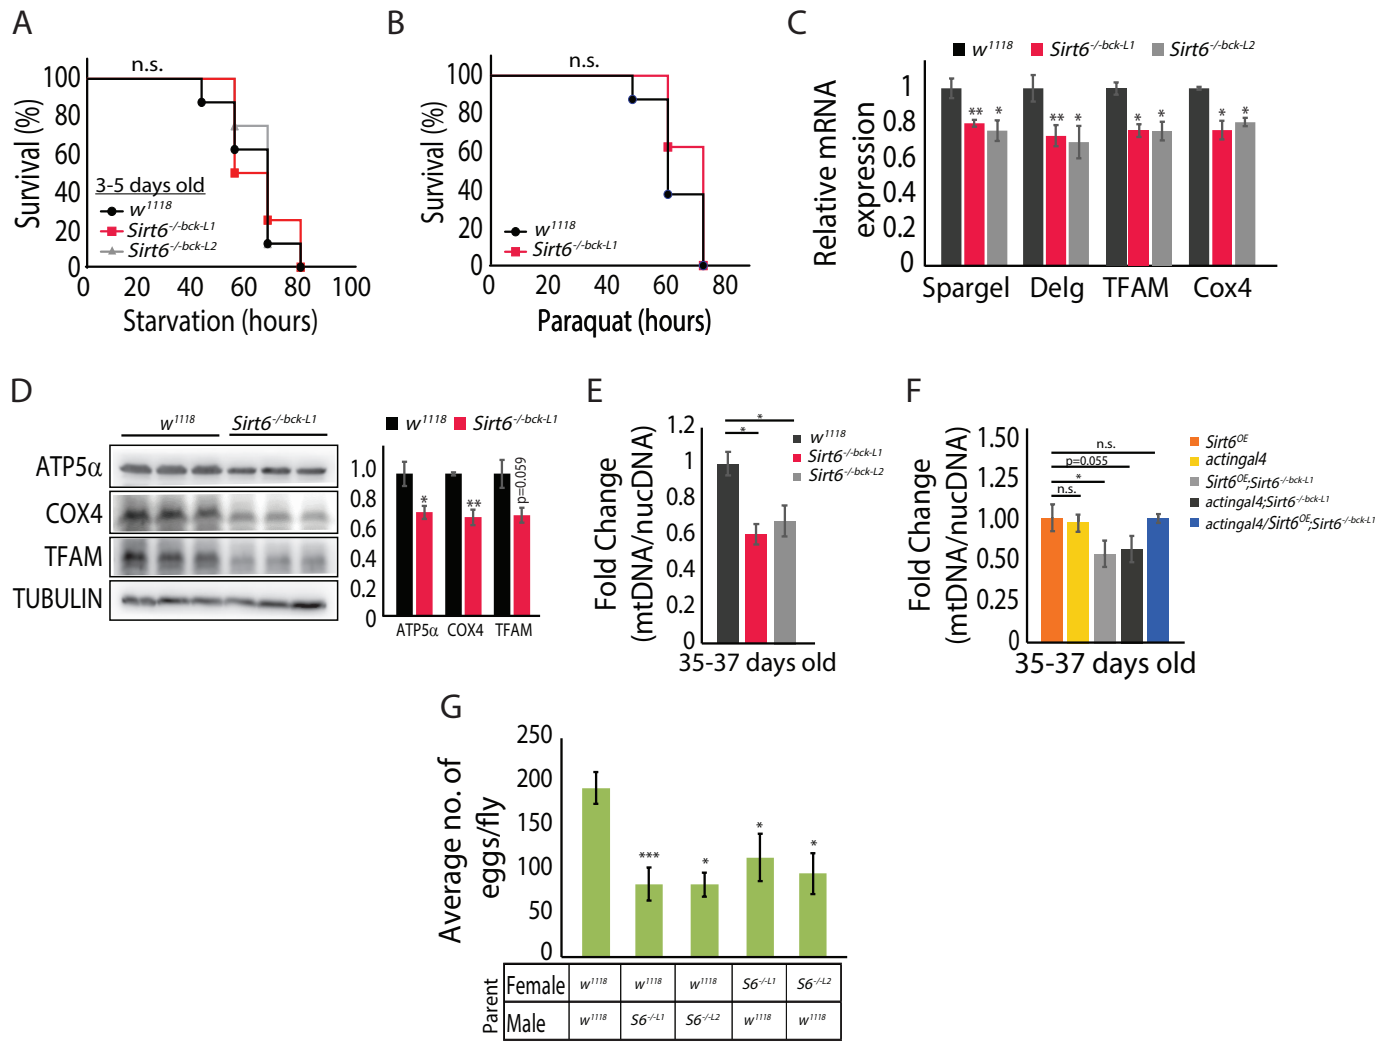 A
n.s.
100
80
60
40
20
0
Survival (%)
3-5 days old
w1118
Sirt6-/-bck-L1
Sirt6-/-bck-L2
0 20 40 60 80 100
Starvation (hours)
B
n.s.
100
80
60
40
20
0
Survival (%)
w1118
Sirt6-/-bck-L1
0 20 40 60 80
Paraquat (hours)
C
w1118 Sirt6-/-bck-L1 Sirt6-/-bck-L2
Relative mRNA
expression
1
0.8
0.6
0.4
0.2
0
** * ** * * * * *
Spargel Delg TFAM Cox4
D
w1118 Sirt6-/-bck-L1
ATP5α
COX4
TFAM
TUBULIN
w1118 Sirt6-/-bck-L1
1.0
0.8
0.6
0.4
0.2
0
* ** p=0.059
ATP5α COX4 TFAM
E
Fold Change
(mtDNA/nucDNA)
1.2
1
0.8
0.6
0.4
0.2
0
*
*
w1118
Sirt6-/-bck-L1
Sirt6-/-bck-L2
35-37 days old
F
Fold Change
(mtDNA/nucDNA)
1.50
1.25
1.00
0.50
0.25
0
n.s.
p=0.055
*
n.s.
Sirt6OE
actingal4
Sirt6OE;Sirt6-/-bck-L1
actingal4;Sirt6-/-bck-L1
actingal4/Sirt6OE;Sirt6-/-bck-L1
35-37 days old
G
Average no. of
eggs/fly
250
200
150
100
50
0
*** * * *
Parent
Female w1118 w1118 w1118 S6-/-L1 S6-/-L2
Male w1118 S6-/-L1 S6-/-L2 w1118 w1118